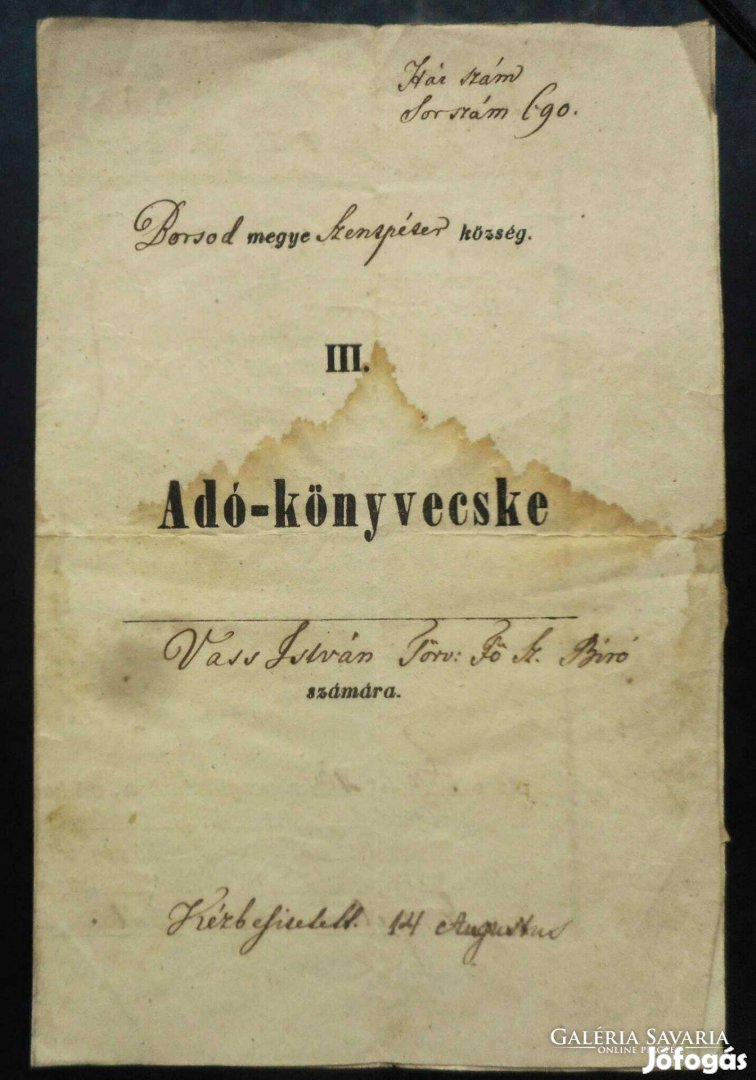 Ház szám
Sorszám 690.
Borsod megye Szentpéter község.
III.
Adó-könyvecske
Vass István Törv: Fő Sz. Biró
számára.
Kézbesitetett 14 Augustus
GALÉRIA SAVARIA
ONLINE PIACTÉR
Jófogás